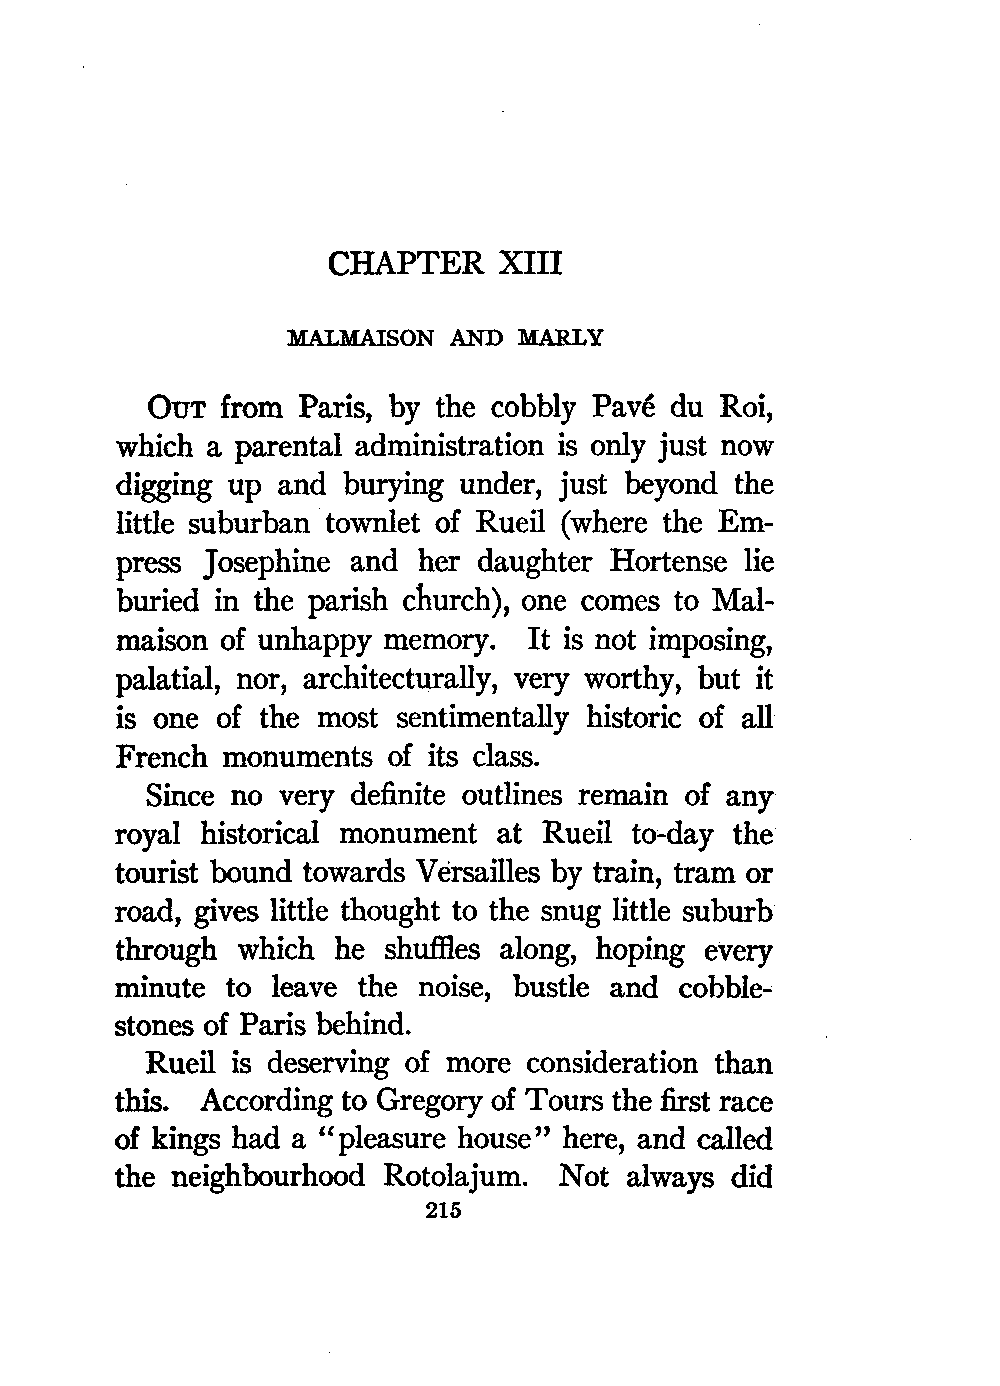 CHAPTER XIII
MALMAISON AND MARLY
OUT from Paris, by the cobbly Pavé du Roi,
which a parental administration is only just now
digging up and burying under, just beyond the
little suburban townlet of Rueil (where the Em-
press Josephine and her daughter Hortense lie
buried in the parish church), one comes to Mal-
maison of unhappy memory. It is not imposing,
palatial, nor, architecturally, very worthy, but it
is one of the most sentimentally historic of all
French monuments of its class.
Since no very definite outlines remain of any
royal historical monument at Rueil to-day the
tourist bound towards Versailles by train, tram or
road, gives little thought to the snug little suburb
through which he shuffles along, hoping every
minute to leave the noise, bustle and cobble-
stones of Paris behind.
Rueil is deserving of more consideration than
this. According to Gregory of Tours the first race
of kings had a "pleasure house" here, and called
the neighbourhood Rotolajum. Not always did
215